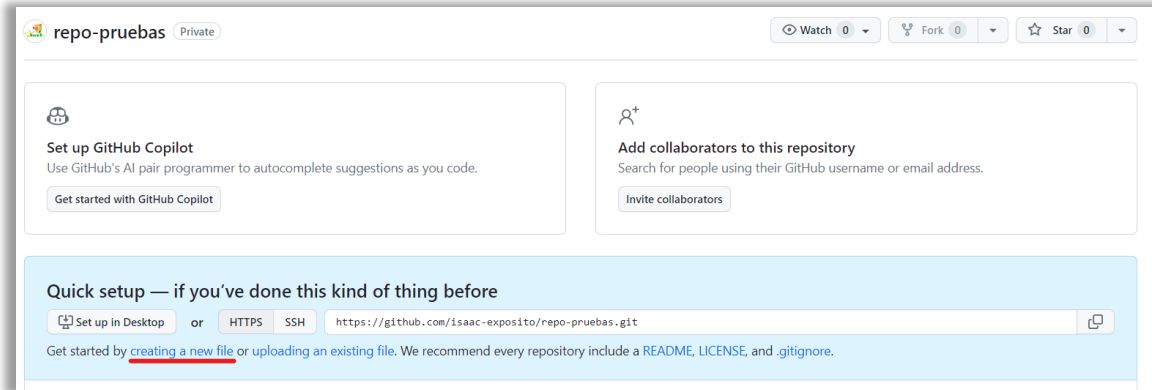 repo-pruebas Private
Watch 0 Fork 0 Star 0
Set up GitHub Copilot
Use GitHub's AI pair programmer to autocomplete suggestions as you code.
Get started with GitHub Copilot
Add collaborators to this repository
Search for people using their GitHub username or email address.
Invite collaborators
Quick setup — if you've done this kind of thing before
Set up in Desktop or HTTPS SSH https://github.com/isaac-exposito/repo-pruebas.git
Get started by creating a new file or uploading an existing file. We recommend every repository include a README, LICENSE, and .gitignore.